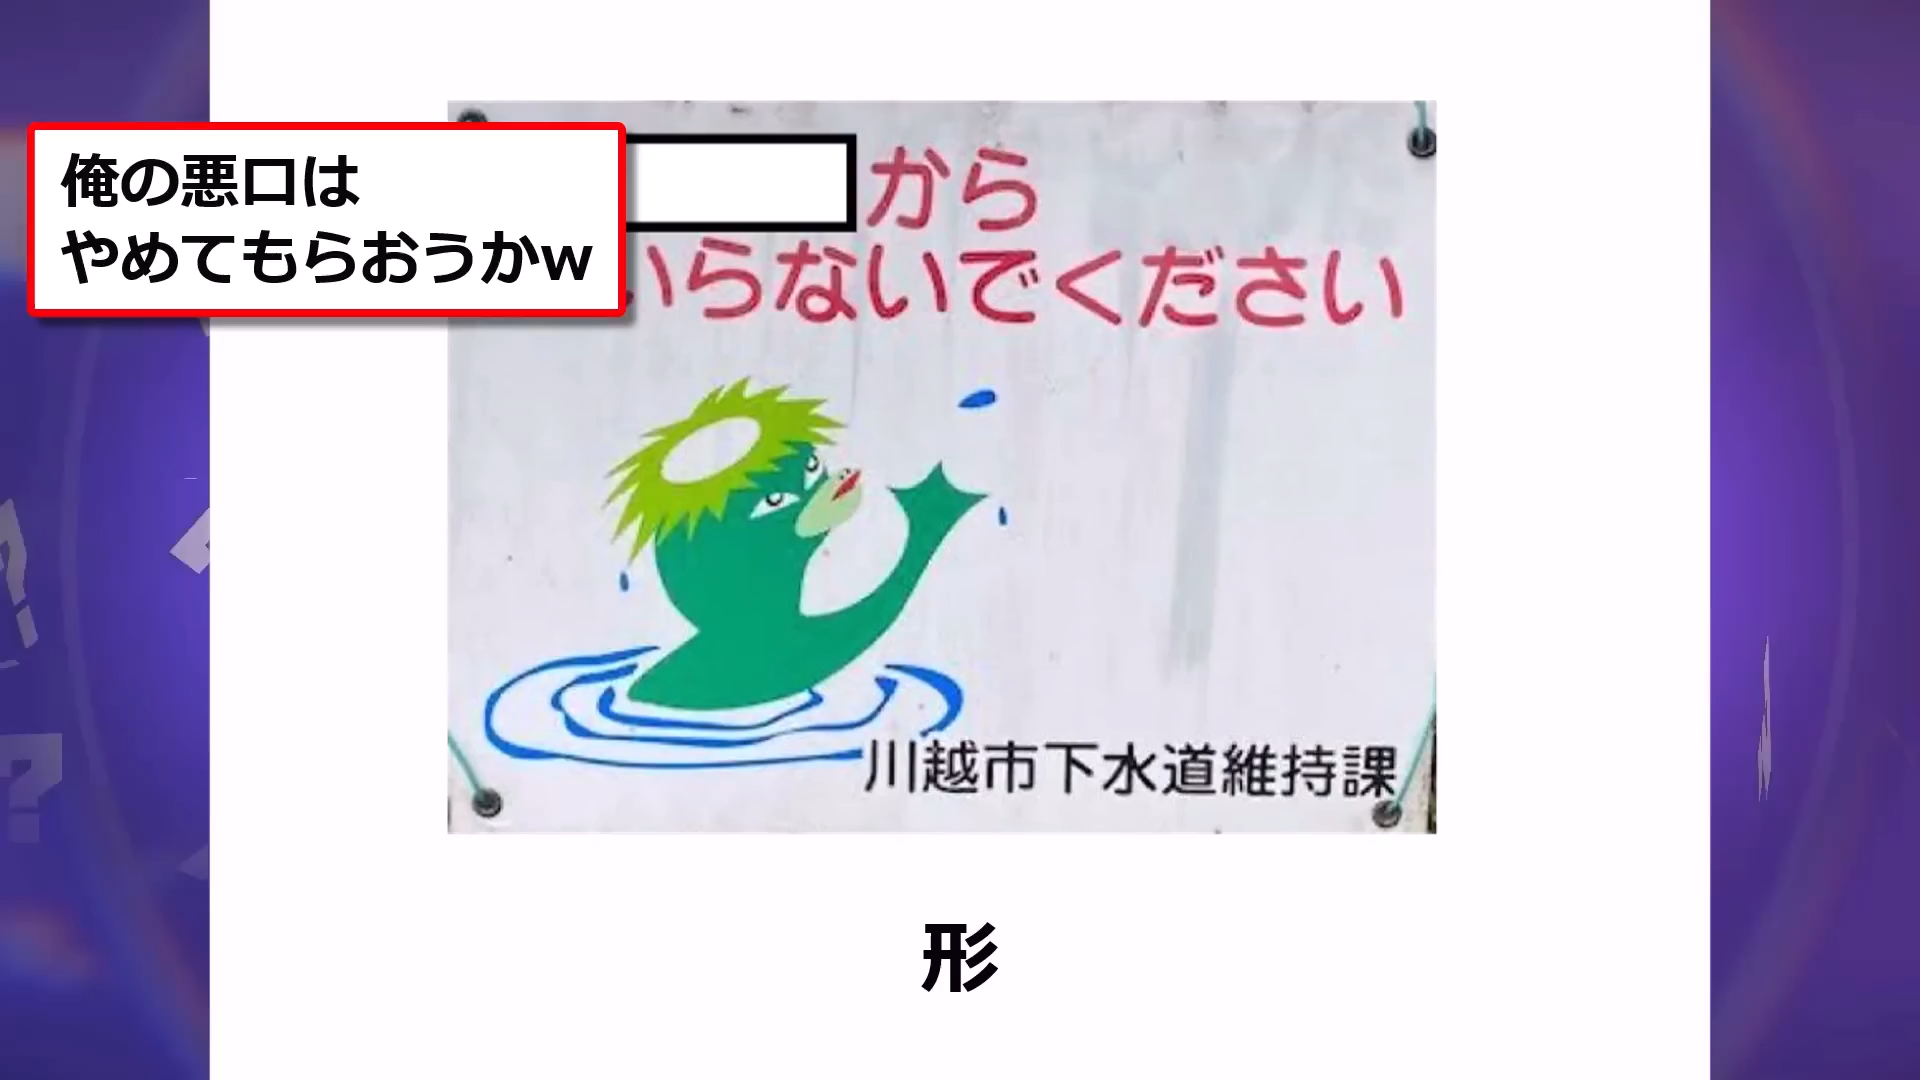 俺の悪口は
やめてもらおうかw
から
いらないでください
川越市下水道維持課
形